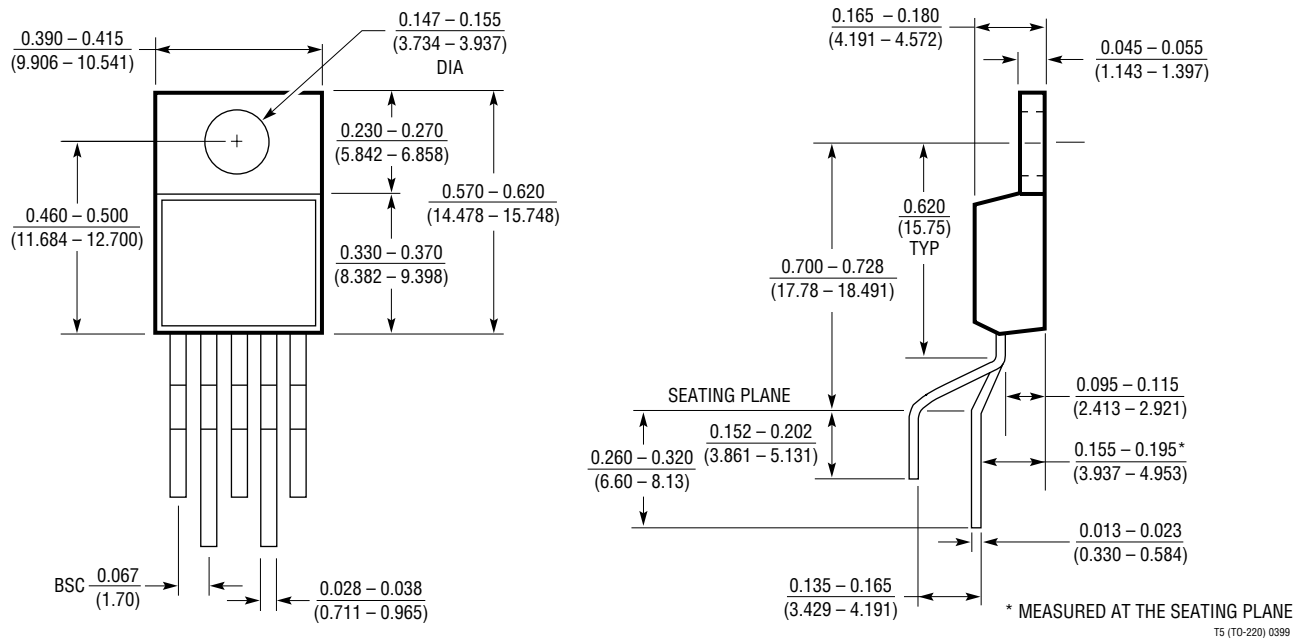 0.390 – 0.415
(9.906 – 10.541)
0.147 – 0.155
(3.734 – 3.937)
DIA
0.230 – 0.270
(5.842 – 6.858)
0.570 – 0.620
(14.478 – 15.748)
0.460 – 0.500
(11.684 – 12.700)
0.330 – 0.370
(8.382 – 9.398)
BSC
0.067
(1.70)
0.028 – 0.038
(0.711 – 0.965)
0.165 – 0.180
(4.191 – 4.572)
0.045 – 0.055
(1.143 – 1.397)
0.620
(15.75)
TYP
0.700 – 0.728
(17.78 – 18.491)
SEATING PLANE
0.152 – 0.202
(3.861 – 5.131)
0.260 – 0.320
(6.60 – 8.13)
0.095 – 0.115
(2.413 – 2.921)
0.155 – 0.195*
(3.937 – 4.953)
0.013 – 0.023
(0.330 – 0.584)
0.135 – 0.165
(3.429 – 4.191)
* MEASURED AT THE SEATING PLANE
T5 (TO-220) 0399